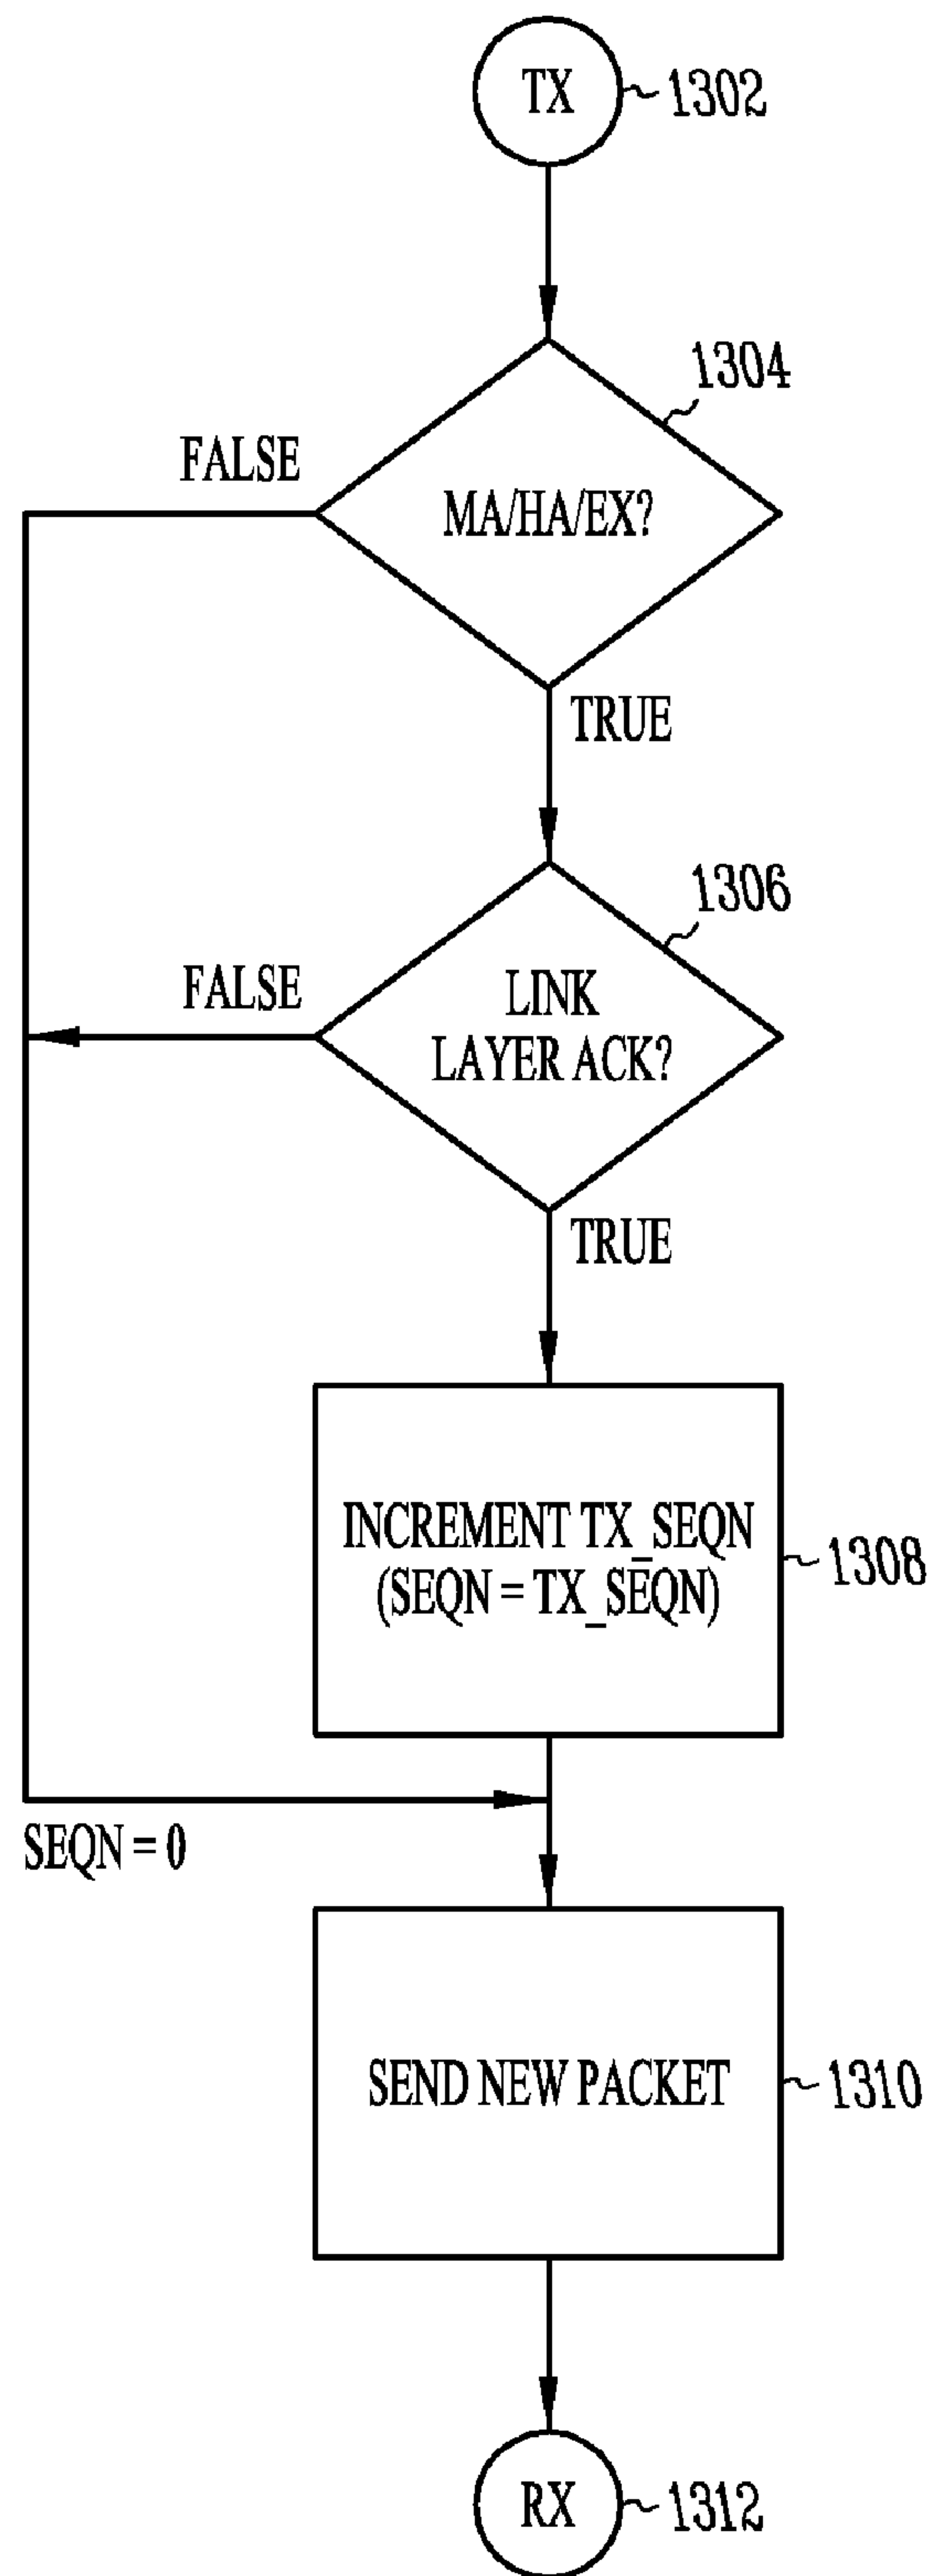 TX
1302
1304
FALSE
MA/HA/EX?
TRUE
1306
FALSE
LINK
LAYER ACK?
TRUE
INCREMENT TX_SEQN
(SEQN = TX_SEQN)
1308
SEQN = 0
SEND NEW PACKET
1310
RX
1312